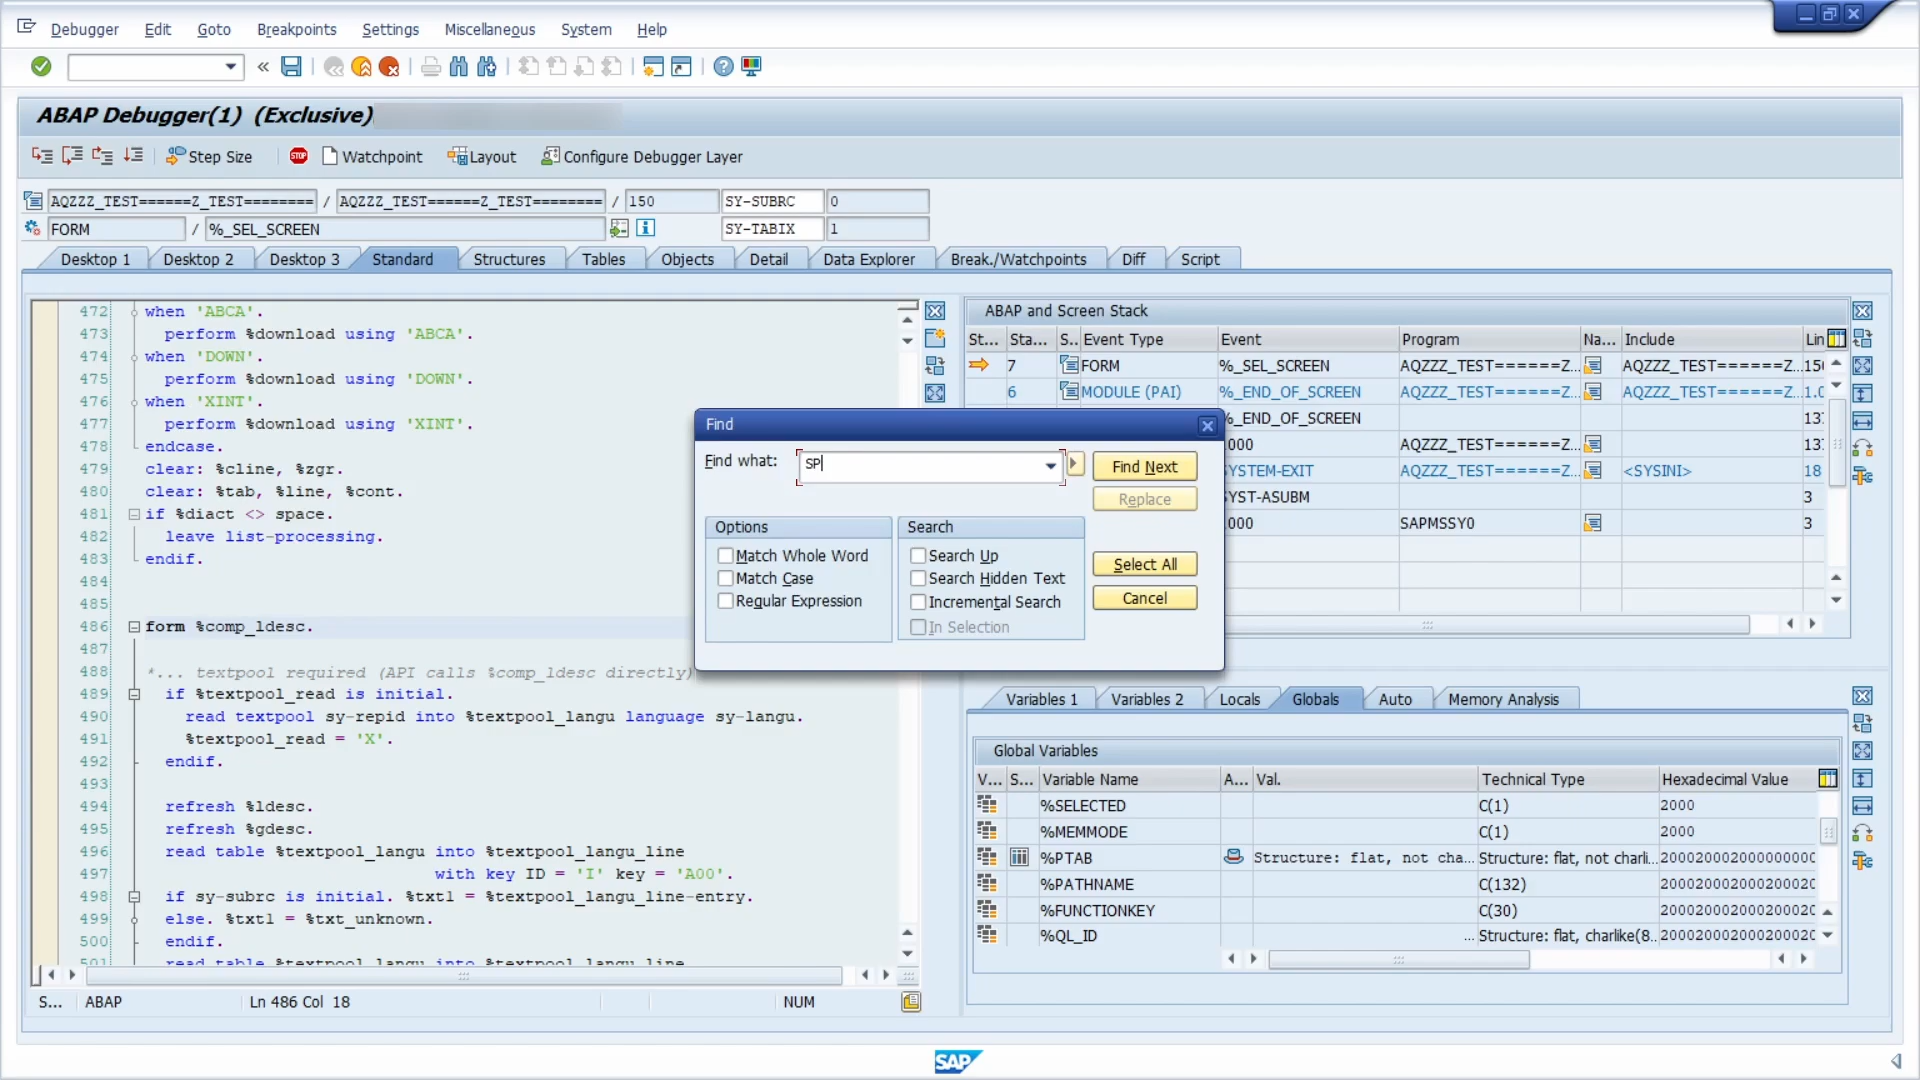 Debugger Edit Goto Breakpoints Settings Miscellaneous System Help
ABAP Debugger(1) (Exclusive)
Step Size STOP Watchpoint Layout Configure Debugger Layer
AQZZZ_TEST======Z_TEST======== / AQZZZ_TEST======Z_TEST======== / 150 SY-SUBRC 0
FORM / %_SEL_SCREEN SY-TABIX 1
Desktop 1 Desktop 2 Desktop 3 Standard Structures Tables Objects Detail Data Explorer Break./Watchpoints Diff Script
472 when 'ABCA'.
473 perform %download using 'ABCA'.
474 when 'DOWN'.
475 perform %download using 'DOWN'.
476 when 'XINT'.
477 perform %download using 'XINT'.
478 endcase.
479 clear: %cline, %zgr.
480 clear: %tab, %line, %cont.
481 if %diact <> space.
482 leave list-processing.
483 endif.
484
485
486 form %comp_ldesc.
487
488 *... textpool required (API calls %comp_ldesc directly)
489 if %textpool_read is initial.
490 read textpool sy-repid into %textpool_langu language sy-langu.
491 %textpool_read = 'X'.
492 endif.
493
494 refresh %ldesc.
495 refresh %gdesc.
496 read table %textpool_langu into %textpool_langu_line
497 with key ID = 'I' key = 'A00'.
498 if sy-subrc is initial. %txt1 = %textpool_langu_line-entry.
499 else. %txt1 = %txt_unknown.
500 endif.
501 read table %textpool_langu into %textpool_langu_line
S... ABAP Ln 486 Col 18 NUM
ABAP and Screen Stack
St... Sta... S.. Event Type Event Program Na... Include Lin
7 FORM %_SEL_SCREEN AQZZZ_TEST======Z... AQZZZ_TEST======Z...
6 MODULE (PAI) %_END_OF_SCREEN AQZZZ_TEST======Z... AQZZZ_TEST======Z...
%_END_OF_SCREEN
AQZZZ_TEST======Z...
YSTEM-EXIT AQZZZ_TEST======Z... <SYSINI> 18
YST-ASUBM 3
000 SAPMSSY0 3
Find
Find what: SP Find Next
Replace
Options Search
Match Whole Word Search Up
Match Case Search Hidden Text Select All
Regular Expression Incremental Search Cancel
In Selection
Variables 1 Variables 2 Locals Globals Auto Memory Analysis
Global Variables
V... S... Variable Name A... Val. Technical Type Hexadecimal Value
%SELECTED C(1) 2000
%MEMMODE C(1) 2000
%PTAB Structure: flat, not cha... Structure: flat, not charli...
%PATHNAME C(132)
%FUNCTIONKEY C(30)
%QL_ID ... Structure: flat, charlike(8...
SAP